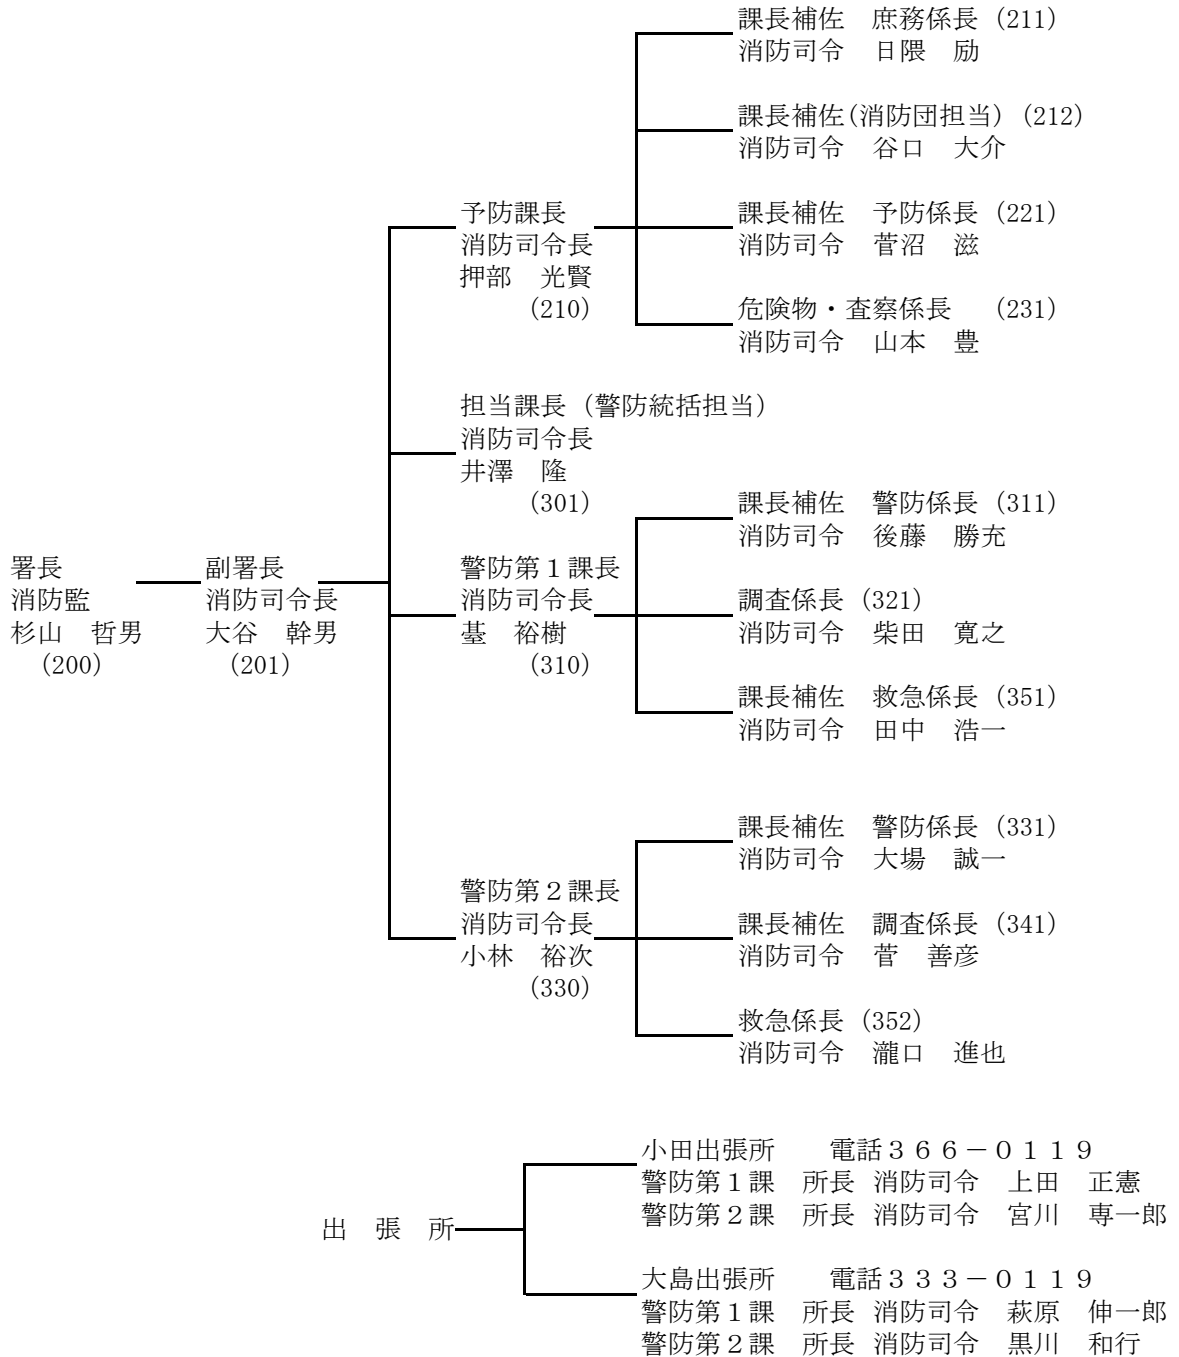 課長補佐　庶務係長（211）
消防司令　日隈　励
課長補佐（消防団担当）（212）
消防司令　谷口　大介
予防課長
消防司令長
押部　光賢
（210）
課長補佐　予防係長（221）
消防司令　菅沼　滋
危険物・査察係長　（231）
消防司令　山本　豊
担当課長（警防統括担当）
消防司令長
井澤　隆
（301）
署長
消防監
杉山　哲男
（200）
副署長
消防司令長
大谷　幹男
（201）
警防第１課長
消防司令長
基　裕樹
（310）
課長補佐　警防係長（311）
消防司令　後藤　勝充
調査係長（321）
消防司令　柴田　寛之
課長補佐　救急係長（351）
消防司令　田中　浩一
警防第２課長
消防司令長
小林　裕次
（330）
課長補佐　警防係長（331）
消防司令　大場　誠一
課長補佐　調査係長（341）
消防司令　菅　善彦
救急係長（352）
消防司令　瀧口　進也
出　張　所
小田出張所　電話３６６－０１１９
警防第１課　所長　消防司令　上田　正憲
警防第２課　所長　消防司令　宮川　専一郎
大島出張所　電話３３３－０１１９
警防第１課　所長　消防司令　萩原　伸一郎
警防第２課　所長　消防司令　黒川　和行